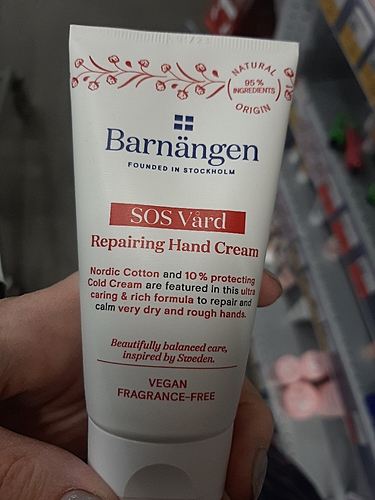 NATURAL
95 %
INGREDIENTS
ORIGIN
Barnängen
FOUNDED IN STOCKHOLM
SOS Vård
Repairing Hand Cream
Nordic Cotton and 10% protecting
Cold Cream are featured in this ultra
caring & rich formula to repair and
calm very dry and rough hands.
Beautifully balanced care,
inspired by Sweden.
VEGAN
FRAGRANCE-FREE